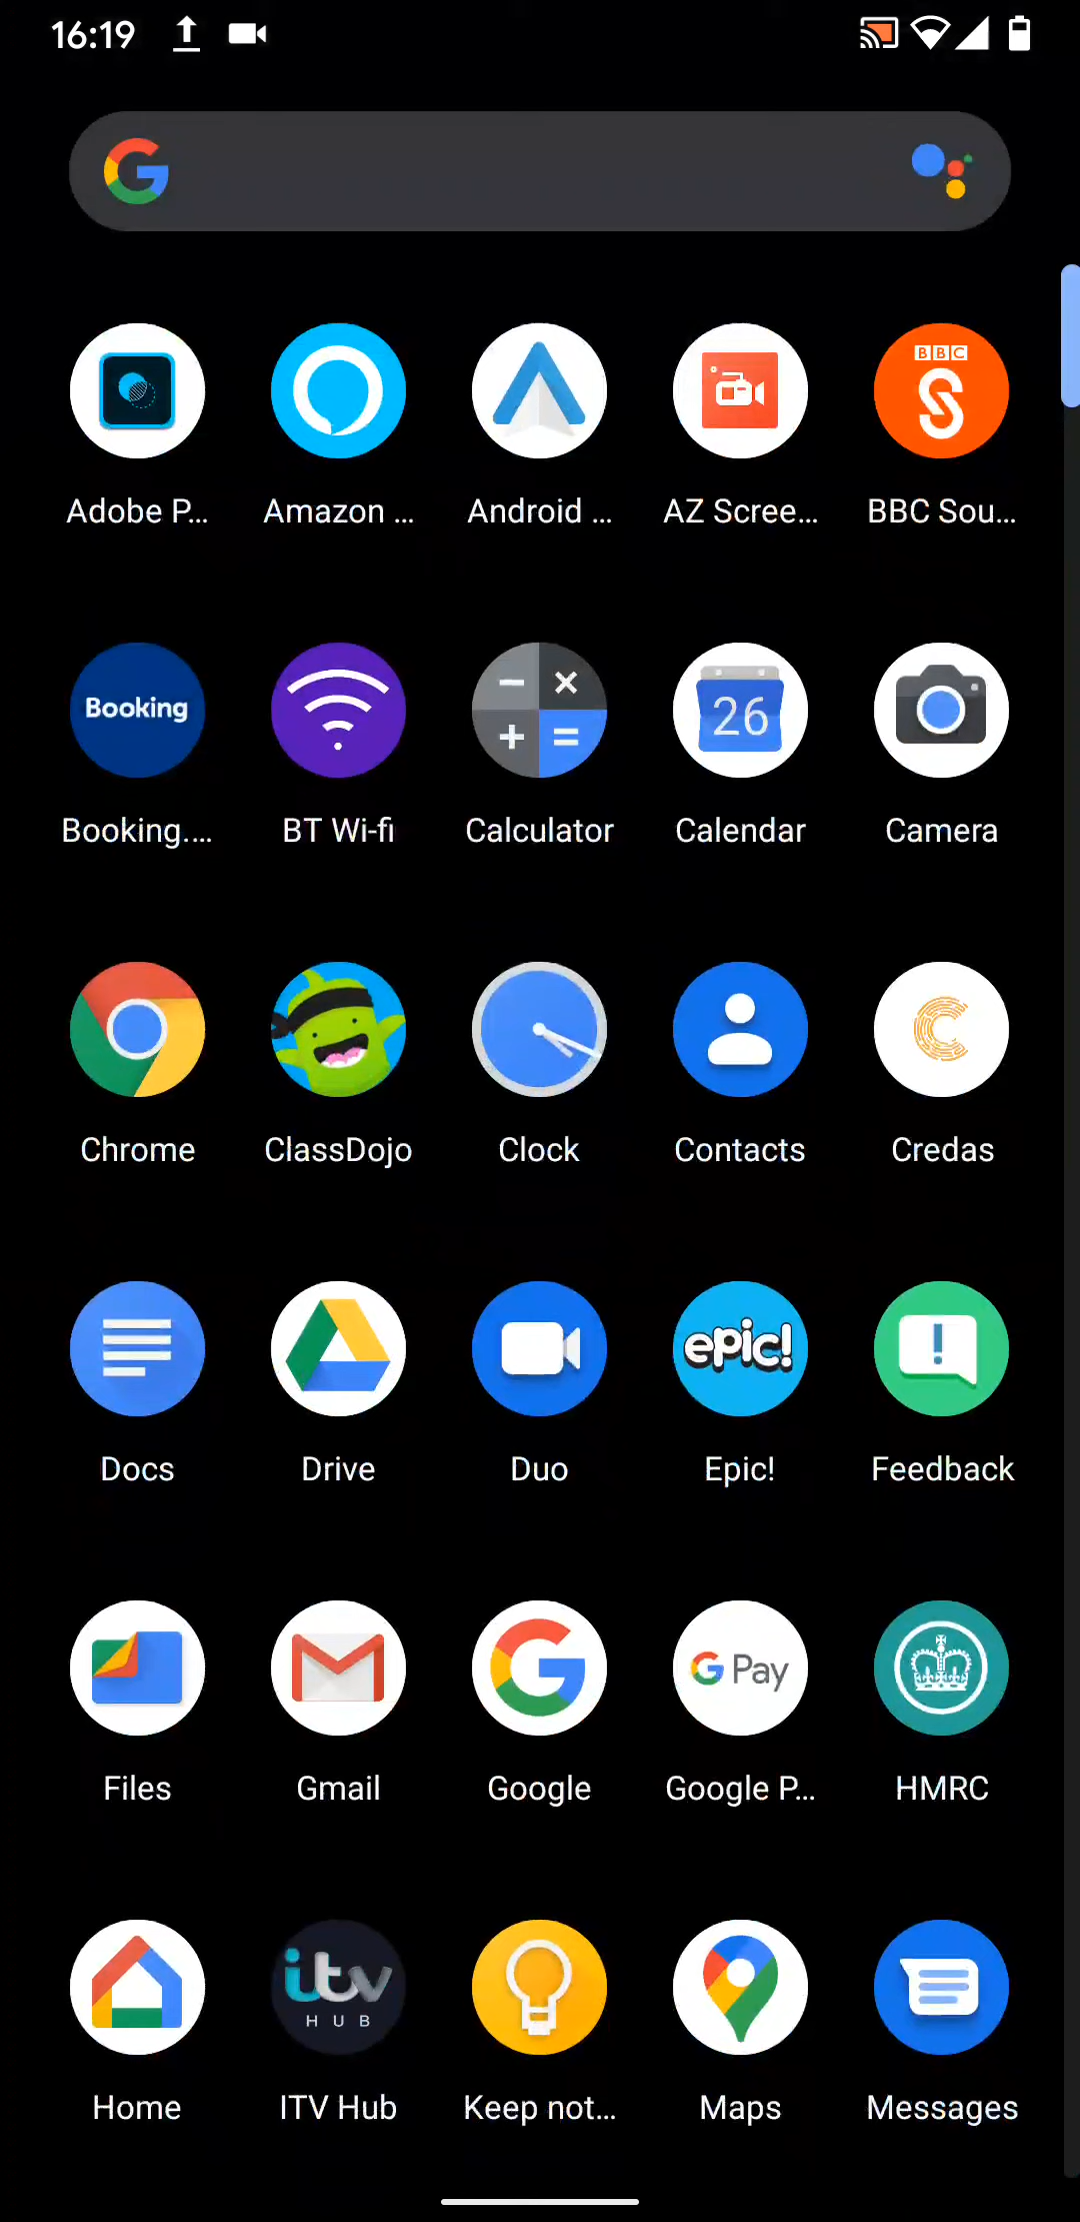 16:19
BBC
Adobe P...
Amazon ...
Android ...
AZ Scree...
BBC Sou...
Booking
26
Booking....
BT Wi-fi
Calculator
Calendar
Camera
Chrome
ClassDojo
Clock
Contacts
Credas
epic!
Docs
Drive
Duo
Epic!
Feedback
G Pay
Files
Gmail
Google
Google P...
HMRC
itv
HUB
Home
ITV Hub
Keep not...
Maps
Messages